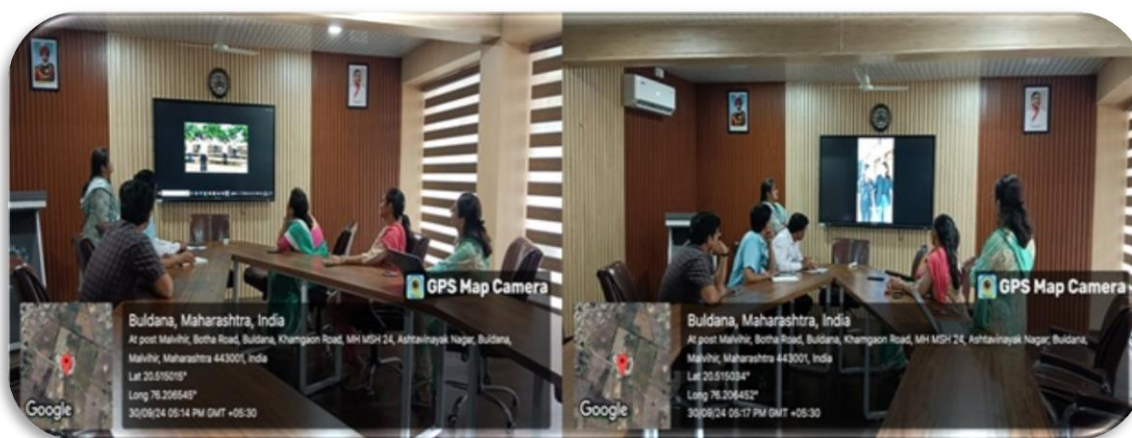 GPS Map Camera
Buldana, Maharashtra, India
At post Malvihir, Botha Road, Buldana, Khamgaon Road, MH MSH 24, Ashtavinayak Nagar, Buldana,
Malvihir, Maharashtra 443001, India
Lat 20.515015°
Long 76.206545°
30/09/24 05:14 PM GMT +05:30
Google
GPS Map Camera
Buldana, Maharashtra, India
At post Malvihir, Botha Road, Buldana, Khamgaon Road, MH MSH 24, Ashtavinayak Nagar, Buldana,
Malvihir, Maharashtra 443001, India
Lat 20.515034°
Long 76.206452°
30/09/24 05:17 PM GMT +05:30
Google